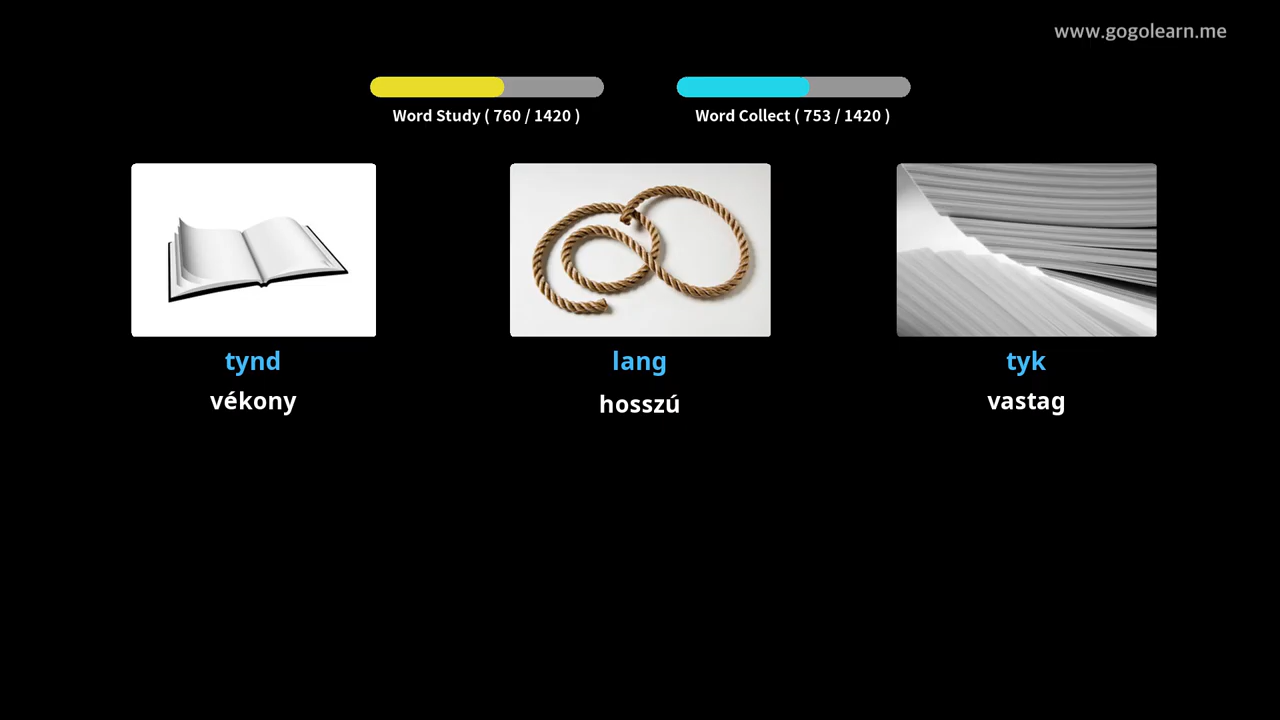 www.gogolearn.me
Word Study ( 760 / 1420 )
Word Collect ( 753 / 1420 )
tynd
lang
tyk
vékony
hosszú
vastag